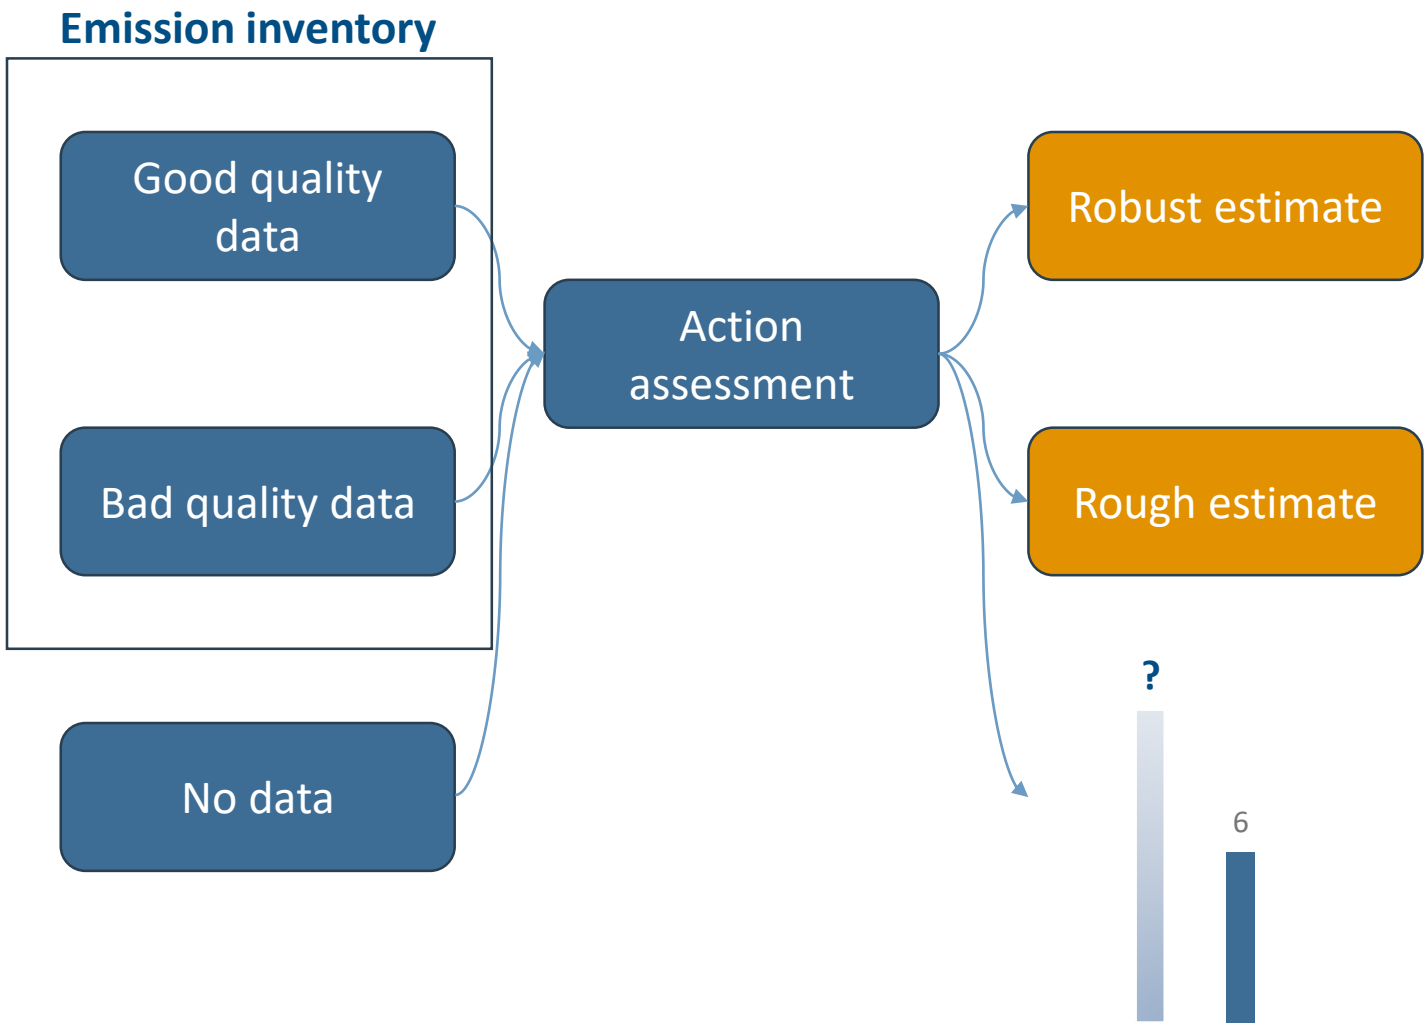 Emission inventory
Good quality
data
Robust estimate
Action
assessment
Bad quality data
Rough estimate
?
No data
6